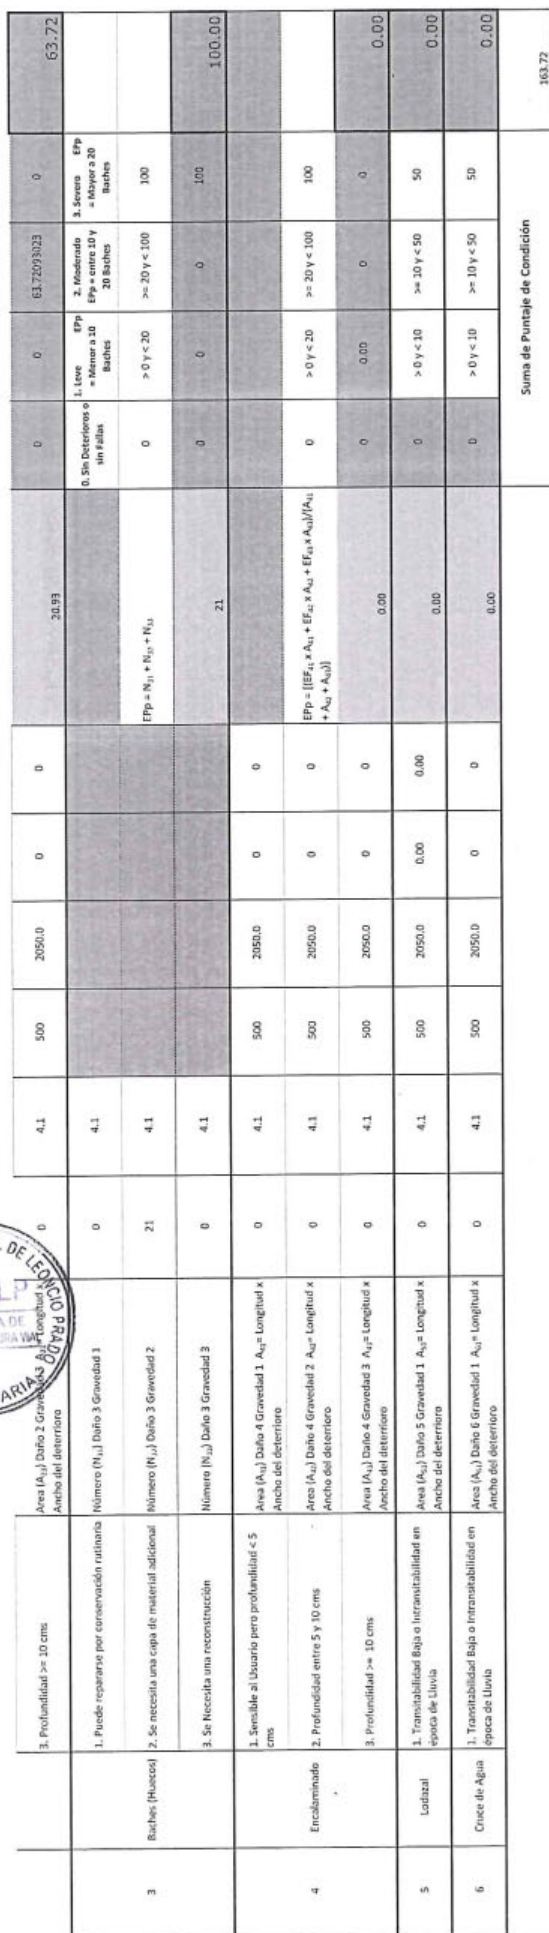 3. Profundidad >= 10 cms
Area (A₂₃) Daño 2 Gravedad 3 A₂₃= Longitud x
Ancho del deterioro
0 4.1 500 2050.0 0 0 20.93 0 0 63.72093023 0 63.72
DE LEONCIO PRADO
LP
3
Baches (Huecos)
1. Puede repararse por conservación rutinaria
Número (N₃₁) Daño 3 Gravedad 1
0 4.1
0. Sin Deterioros o
sin Fallas
1. Leve EPp
= Menor a 10
Baches
2. Moderado
EPp = entre 10 y
20 Baches
3. Severo EPp
= Mayor a 20
Baches
2. Se necesita una capa de material adicional
Número (N₃₂) Daño 3 Gravedad 2
21 4.1
EPp = N₃₁ + N₃₂ + N₃₃
0 > 0 y < 20 >= 20 y < 100 100
3. Se Necesita una reconstrucción
Número (N₃₃) Daño 3 Gravedad 3
0 4.1 21 0 0 0 100 100.00
4
Encalaminado
1. Sensible al Usuario pero profundidad < 5
cms
Area (A₄₁) Daño 4 Gravedad 1 A₄₁= Longitud x
Ancho del deterioro
0 4.1 500 2050.0 0 0
2. Profundidad entre 5 y 10 cms
Area (A₄₂) Daño 4 Gravedad 2 A₄₂= Longitud x
Ancho del deterioro
0 4.1 500 2050.0 0 0
EPp = [(EF₄₁ x A₄₁ + EF₄₂ x A₄₂ + EF₄₃ x A₄₃)/(A₄₁
+ A₄₂ + A₄₃)]
0 > 0 y < 20 >= 20 y < 100 100
3. Profundidad >= 10 cms
Area (A₄₃) Daño 4 Gravedad 3 A₄₃= Longitud x
Ancho del deterioro
0 4.1 500 2050.0 0 0 0.00 0 0.00 0 0 0.00
5
Lodazal
1. Transitabilidad Baja o Intransitabilidad en
época de Lluvia
Area (A₅₁) Daño 5 Gravedad 1 A₅₁= Longitud x
Ancho del deterioro
0 4.1 500 2050.0 0.00 0.00 0.00 0 > 0 y < 10 >= 10 y < 50 50 0.00
6
Cruce de Agua
1. Transitabilidad Baja o Intransitabilidad en
época de Lluvia
Area (A₆₁) Daño 6 Gravedad 1 A₆₁= Longitud x
Ancho del deterioro
0 4.1 500 2050.0 0 0 0.00 0 > 0 y < 10 >= 10 y < 50 50 0.00
Suma de Puntaje de Condición 163.72